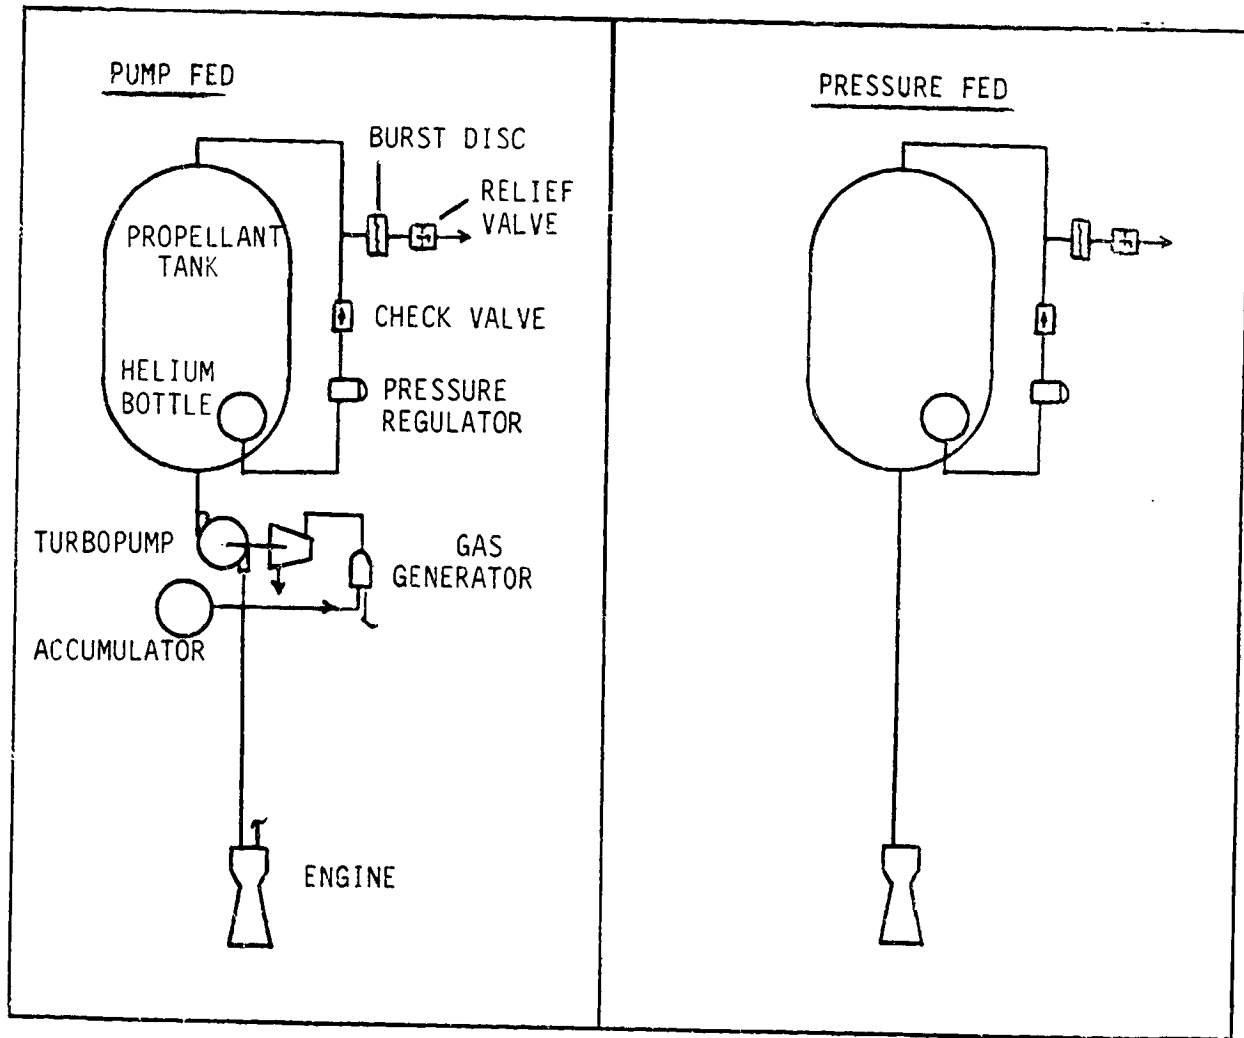 PUMP FED
BURST DISC
RELIEF
VALVE
PROPELLANT
TANK
CHECK VALVE
HELIUM
BOTTLE
PRESSURE
REGULATOR
TURBOPUMP
GAS
GENERATOR
ACCUMULATOR
ENGINE
PRESSURE FED